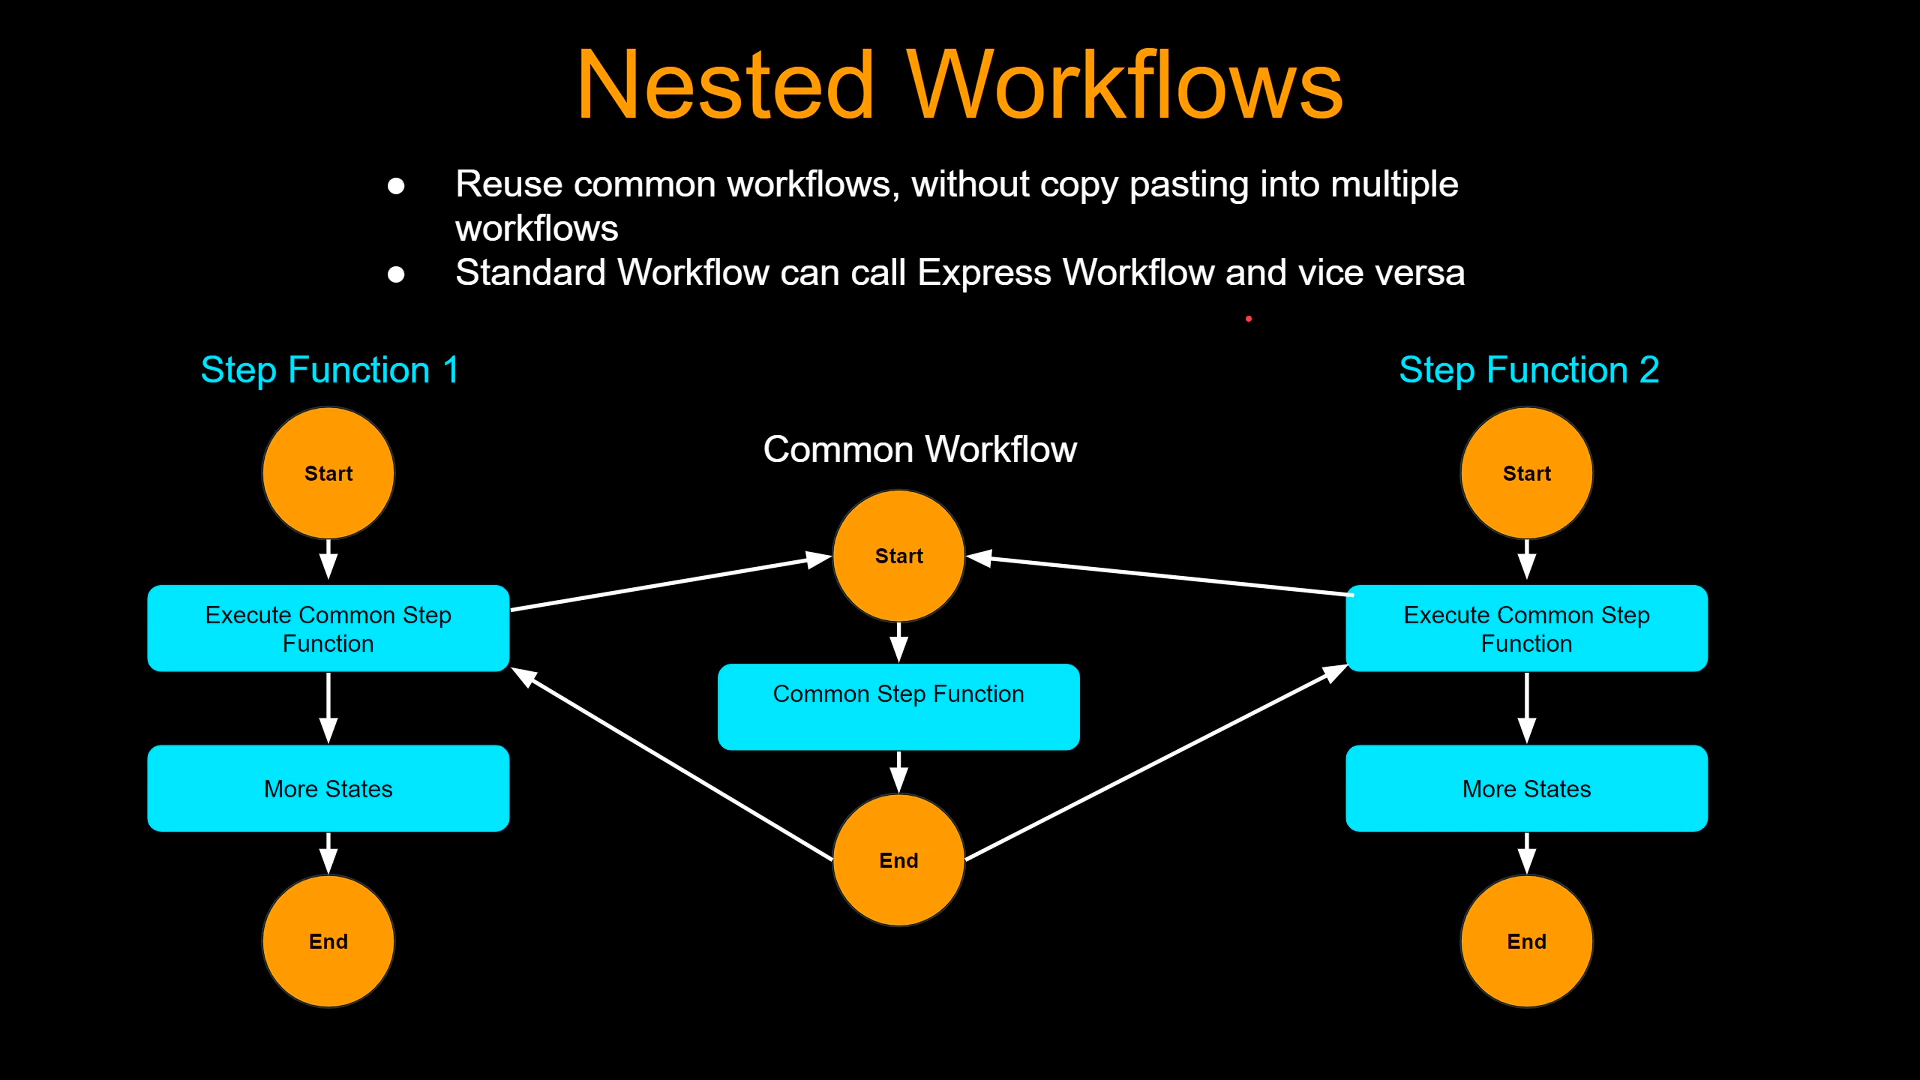 Nested Workflows
● Reuse common workflows, without copy pasting into multiple
workflows
● Standard Workflow can call Express Workflow and vice versa
Step Function 1
Start
Execute Common Step
Function
More States
End
Common Workflow
Start
Common Step Function
End
Step Function 2
Start
Execute Common Step
Function
More States
End